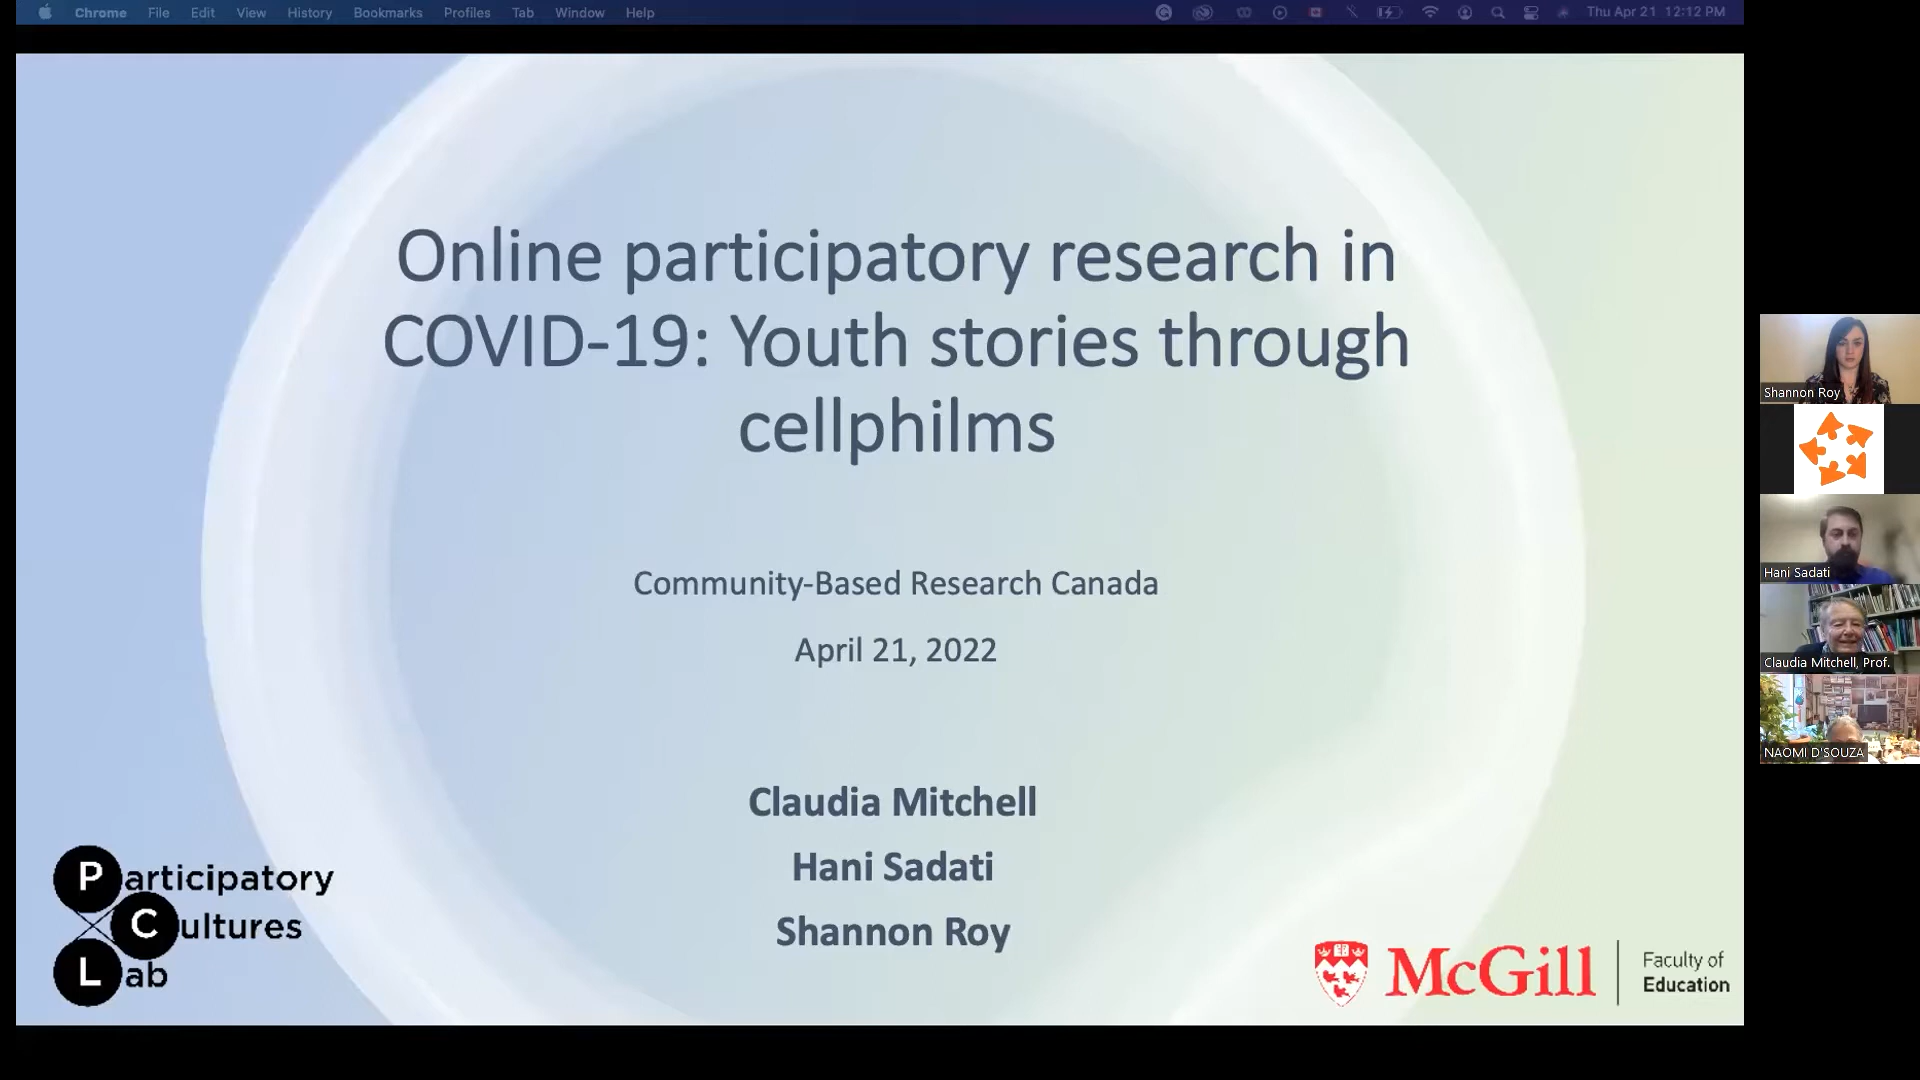 Chrome File Edit View History Bookmarks Profiles Tab Window Help Thu Apr 21 12:12 PM
Online participatory research in
COVID-19: Youth stories through
cellphilms
Community-Based Research Canada
April 21, 2022
Claudia Mitchell
Hani Sadati
Shannon Roy
Participatory
Cultures
Lab
McGill
Faculty of
Education
Shannon Roy
Hani Sadati
Claudia Mitchell, Prof.
NAOMI D'SOUZA